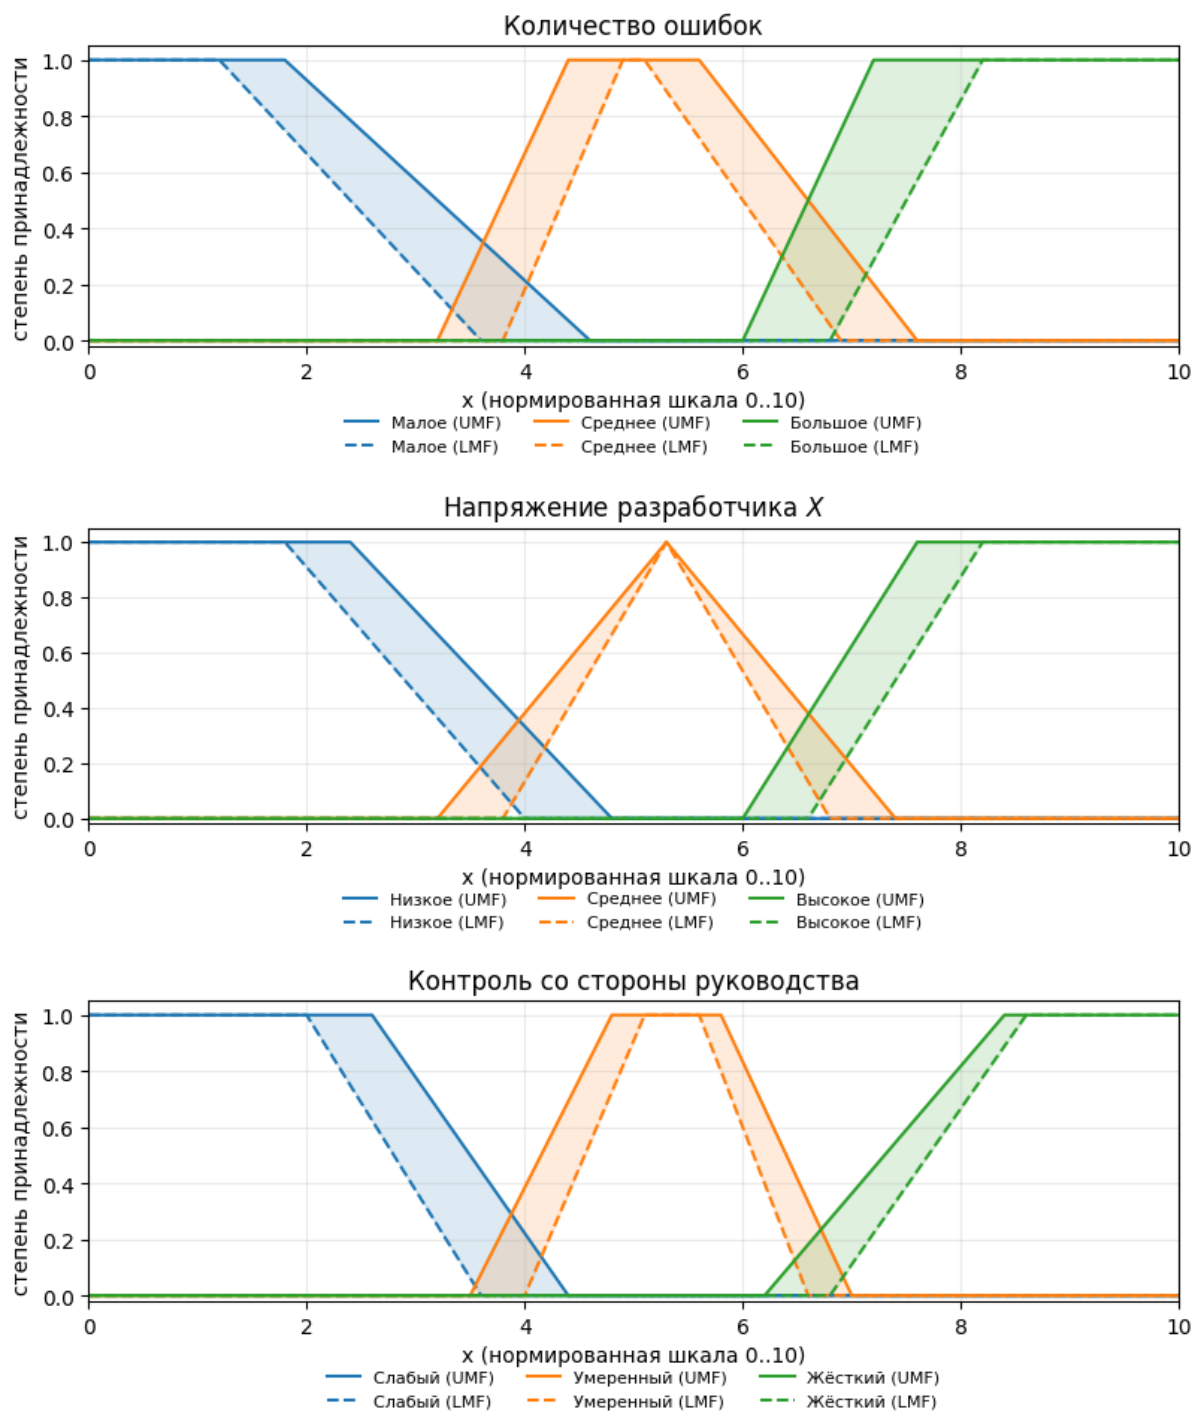 Количество ошибок
степень принадлежности
1.0
0.8
0.6
0.4
0.2
0.0
0 2 4 6 8 10
x (нормированная шкала 0..10)
Малое (UMF) Среднее (UMF) Большое (UMF)
Малое (LMF) Среднее (LMF) Большое (LMF)
Напряжение разработчика X
степень принадлежности
1.0
0.8
0.6
0.4
0.2
0.0
0 2 4 6 8 10
x (нормированная шкала 0..10)
Низкое (UMF) Среднее (UMF) Высокое (UMF)
Низкое (LMF) Среднее (LMF) Высокое (LMF)
Контроль со стороны руководства
степень принадлежности
1.0
0.8
0.6
0.4
0.2
0.0
0 2 4 6 8 10
x (нормированная шкала 0..10)
Слабый (UMF) Умеренный (UMF) Жёсткий (UMF)
Слабый (LMF) Умеренный (LMF) Жёсткий (LMF)